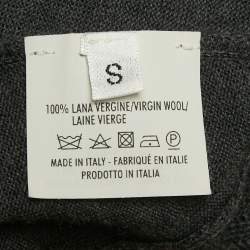 S
100% LANA VERGINE/VIRGIN WOOL/
LAINE VIERGE
MADE IN ITALY - FABRIQUÉ EN ITALIE
PRODOTTO IN ITALIA